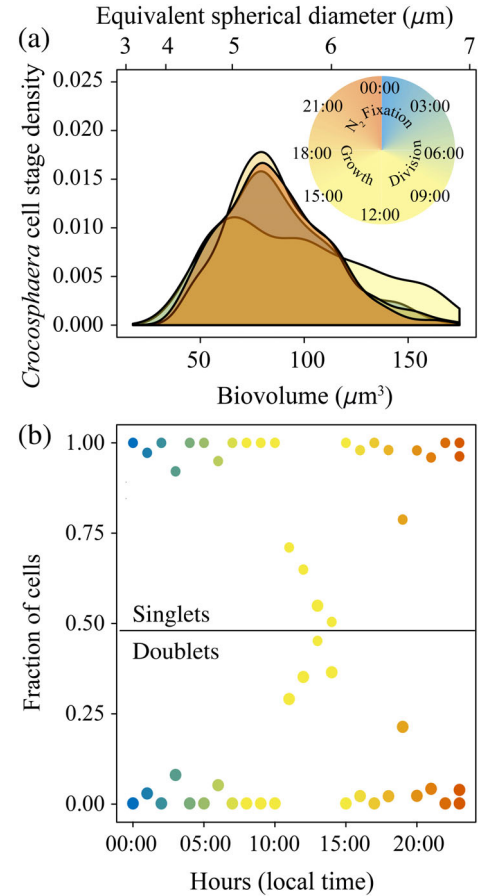 Equivalent spherical diameter (μm)
(a)
3 4 5 6 7
Crocosphaera cell stage density
0.025
0.020
0.015
0.010
0.005
0.000
00:00
03:00
06:00
09:00
12:00
15:00
18:00
21:00
N2 Fixation
Division
Growth
50 100 150
Biovolume (μm3)
(b)
Fraction of cells
1.00
0.75
0.50
0.25
0.00
Singlets
Doublets
00:00 05:00 10:00 15:00 20:00
Hours (local time)